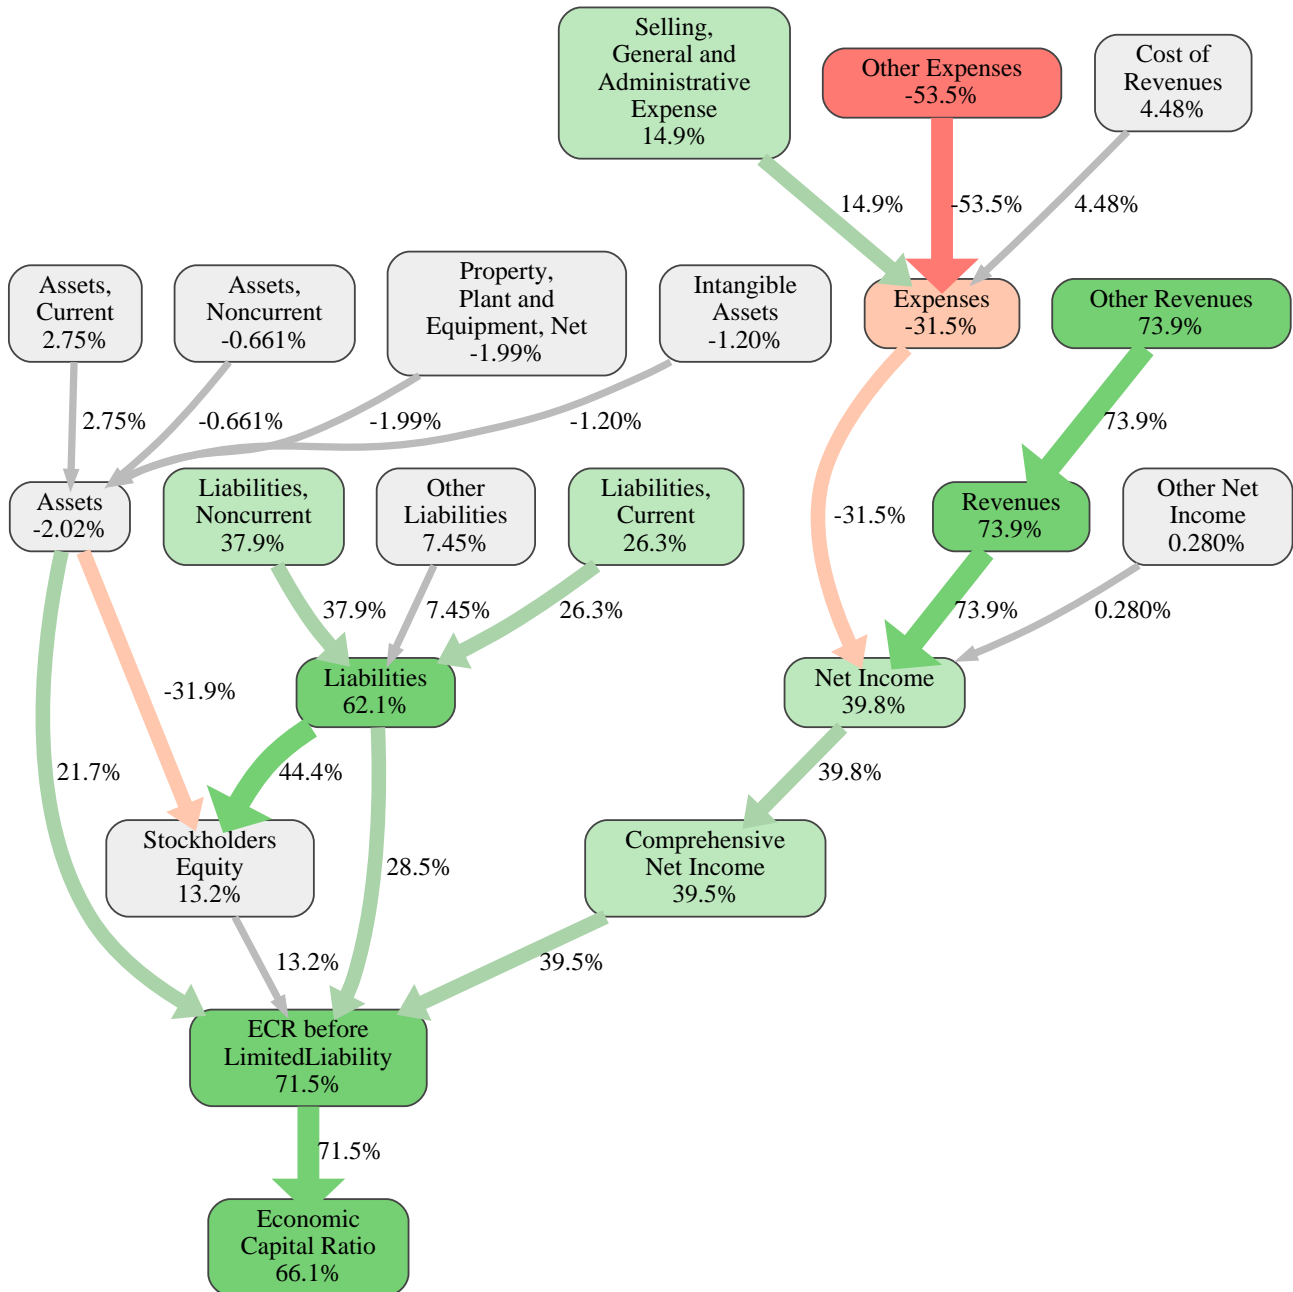 Selling,
General and
Administrative
Expense
14.9%
Other Expenses
-53.5%
Cost of
Revenues
4.48%
14.9%
-53.5%
4.48%
Assets,
Current
2.75%
Assets,
Noncurrent
-0.661%
Property,
Plant and
Equipment, Net
-1.99%
Intangible
Assets
-1.20%
Expenses
-31.5%
Other Revenues
73.9%
2.75%
-0.661%
-1.99%
-1.20%
73.9%
Assets
-2.02%
Liabilities,
Noncurrent
37.9%
Other
Liabilities
7.45%
Liabilities,
Current
26.3%
-31.5%
Revenues
73.9%
Other Net
Income
0.280%
37.9%
7.45%
26.3%
73.9%
0.280%
-31.9%
Liabilities
62.1%
Net Income
39.8%
21.7%
44.4%
39.8%
Stockholders
Equity
13.2%
28.5%
Comprehensive
Net Income
39.5%
13.2%
39.5%
ECR before
LimitedLiability
71.5%
71.5%
Economic
Capital Ratio
66.1%